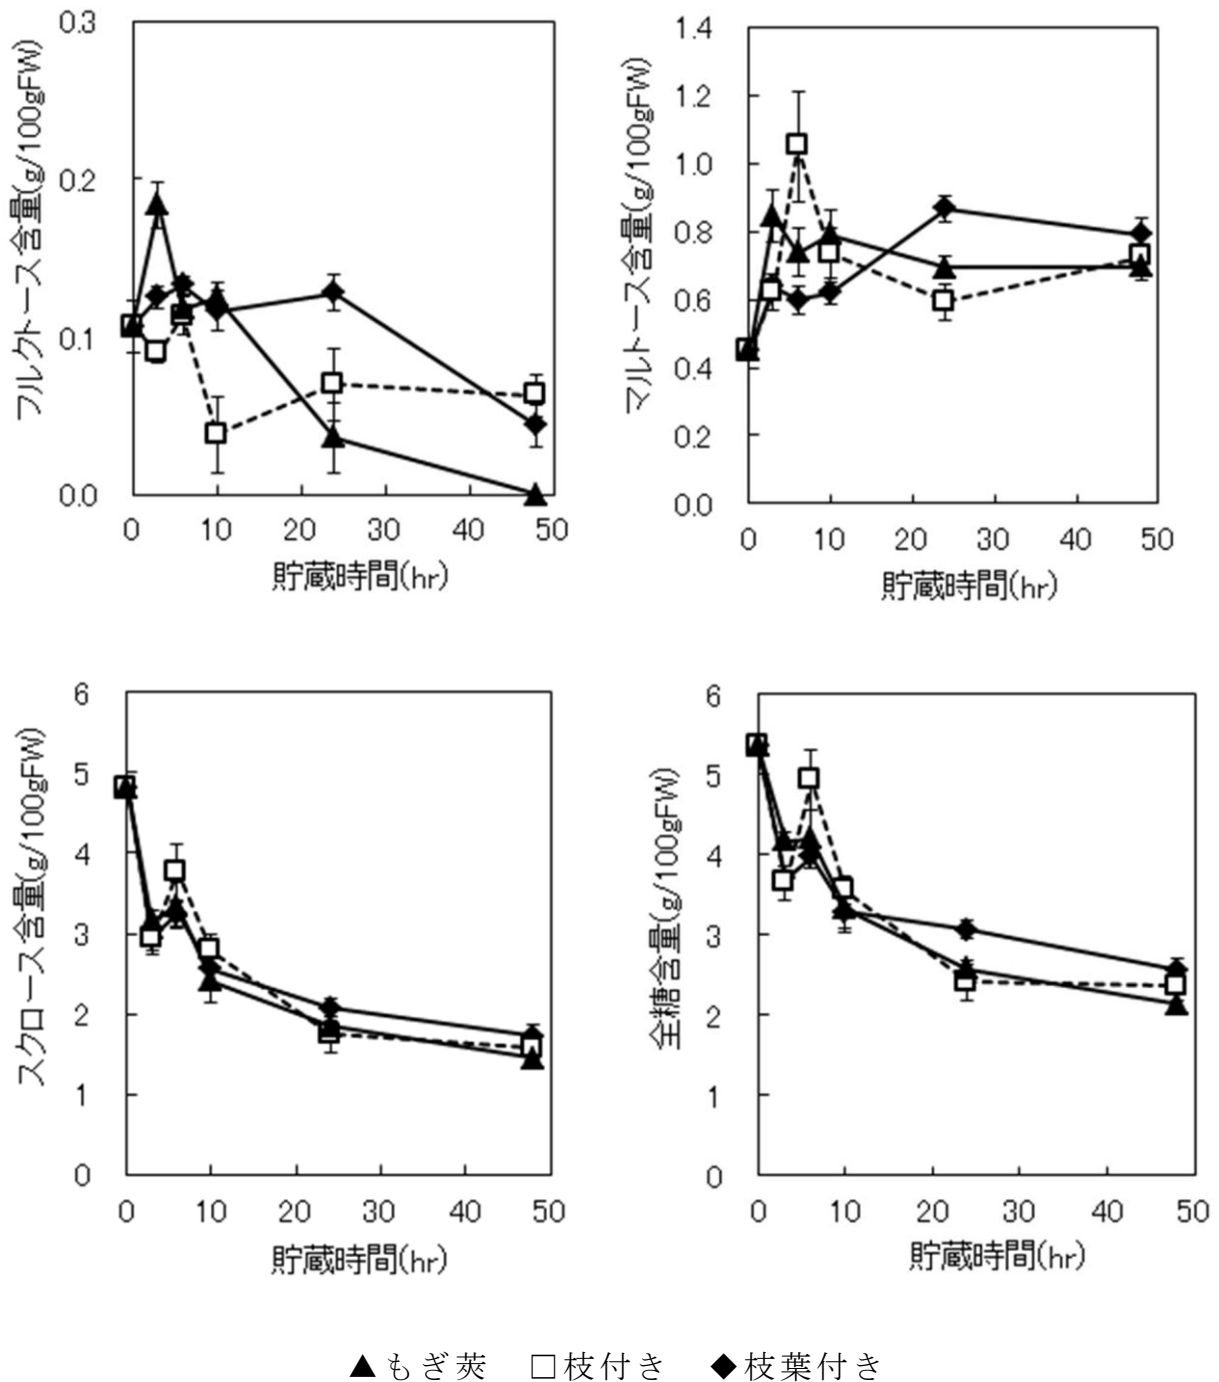 フルクトース含量(g/100gFW)
0.3
0.2
0.1
0.0
0 10 20 30 40 50
貯蔵時間(hr)
マルトース含量(g/100gFW)
1.4
1.2
1.0
0.8
0.6
0.4
0.2
0.0
0 10 20 30 40 50
貯蔵時間(hr)
スクロース含量(g/100gFW)
6
5
4
3
2
1
0
0 10 20 30 40 50
貯蔵時間(hr)
全糖含量(g/100gFW)
6
5
4
3
2
1
0
0 10 20 30 40 50
貯蔵時間(hr)
▲もぎ莢 □枝付き ◆枝葉付き